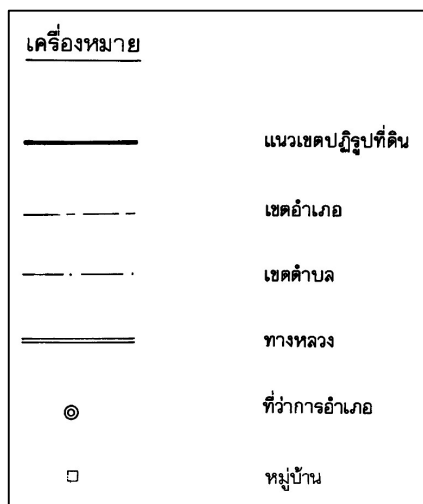 เครื่องหมาย
แนวเขตปฏิรูปที่ดิน
เขตอำเภอ
เขตตำบล
ทางหลวง
ที่ว่าการอำเภอ
หมู่บ้าน